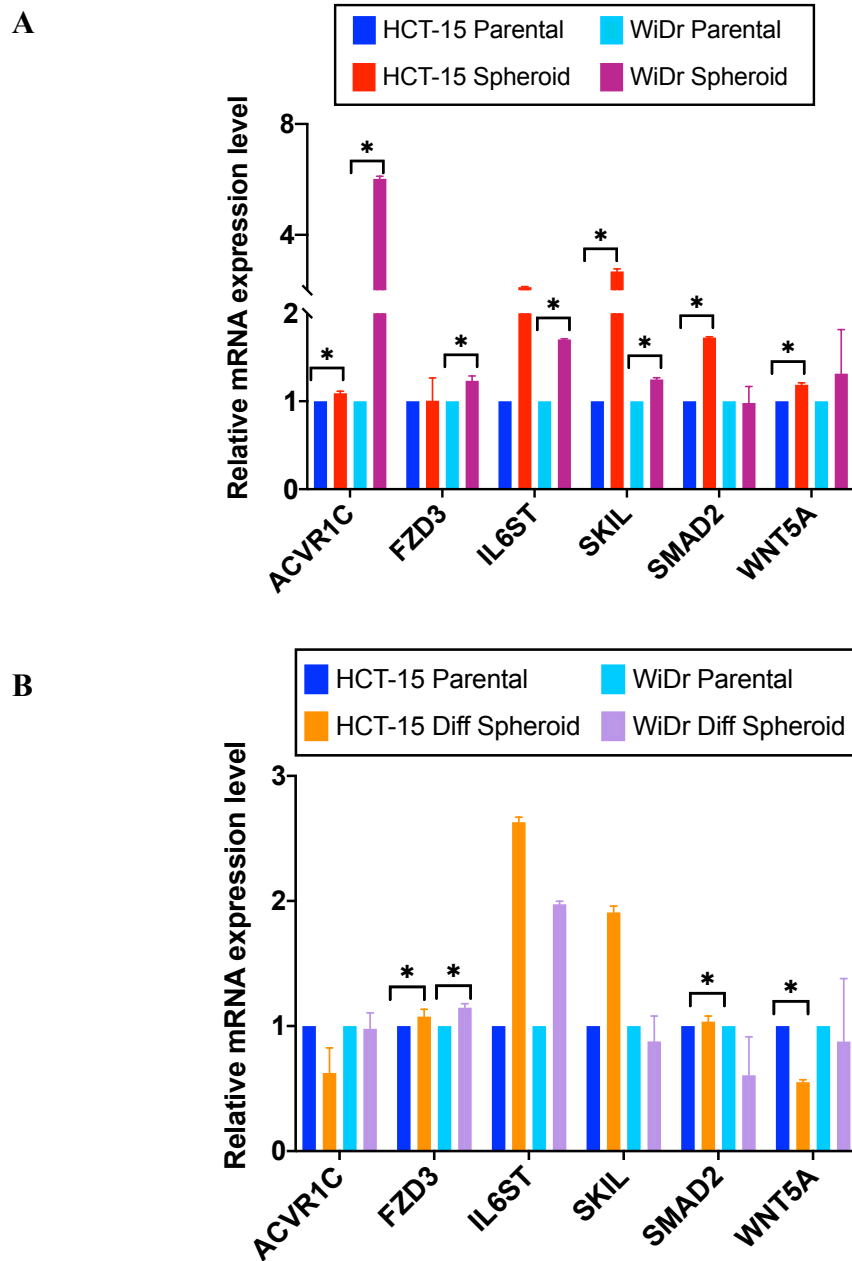 A
HCT-15 Parental WiDr Parental
HCT-15 Spheroid WiDr Spheroid
Relative mRNA expression level
8
4
2
1
0
* * * * * * * *
ACVR1C FZD3 IL6ST SKIL SMAD2 WNT5A
B
HCT-15 Parental WiDr Parental
HCT-15 Diff Spheroid WiDr Diff Spheroid
Relative mRNA expression level
3
2
1
0
* * * *
ACVR1C FZD3 IL6ST SKIL SMAD2 WNT5A